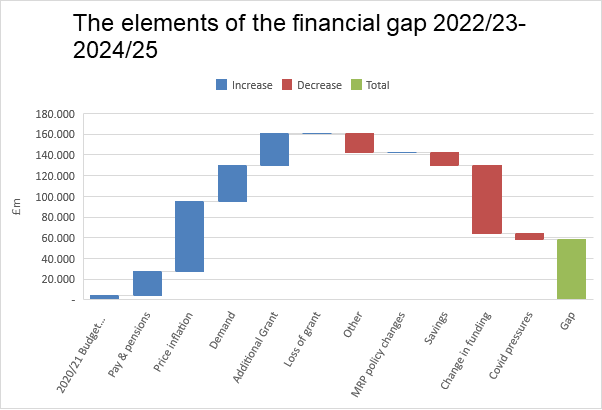 The elements of the financial gap 2022/23-
2024/25
Increase Decrease Total
180.000
160.000
140.000
120.000
100.000
80.000
60.000
40.000
20.000
-
£m
2020/21 Budget...
Pay & pensions
Price inflation
Demand
Additional Grant
Loss of grant
Other
MRP policy changes
Savings
Change in funding
Covid pressures
Gap